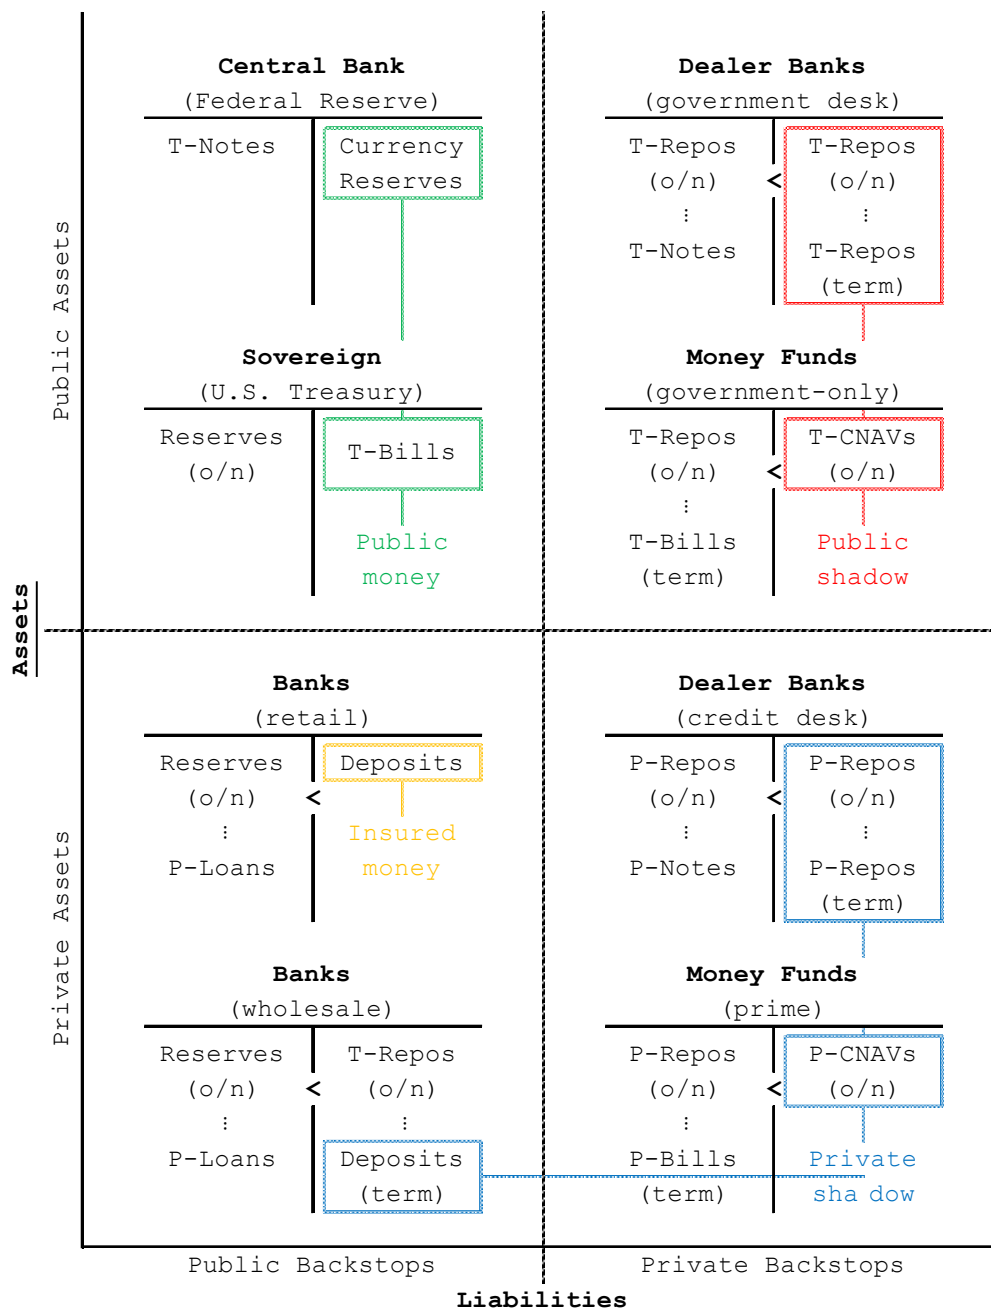 Central Bank
(Federal Reserve)
T-Notes
Currency
Reserves
Sovereign
(U.S. Treasury)
Reserves
(o/n)
T-Bills
Public
money
Dealer Banks
(government desk)
T-Repos
(o/n)
⋮
T-Notes
<
T-Repos
(o/n)
⋮
T-Repos
(term)
Money Funds
(government-only)
T-Repos
(o/n)
⋮
T-Bills
(term)
<
T-CNAVs
(o/n)
Public
shadow
Public Assets
Assets
Private Assets
Banks
(retail)
Reserves
(o/n)
⋮
P-Loans
<
Deposits
Insured
money
Banks
(wholesale)
Reserves
(o/n)
⋮
P-Loans
<
T-Repos
(o/n)
⋮
Deposits
(term)
Dealer Banks
(credit desk)
P-Repos
(o/n)
⋮
P-Notes
<
P-Repos
(o/n)
⋮
P-Repos
(term)
Money Funds
(prime)
P-Repos
(o/n)
⋮
P-Bills
(term)
<
P-CNAVs
(o/n)
Private
sha dow
Public Backstops
Private Backstops
Liabilities